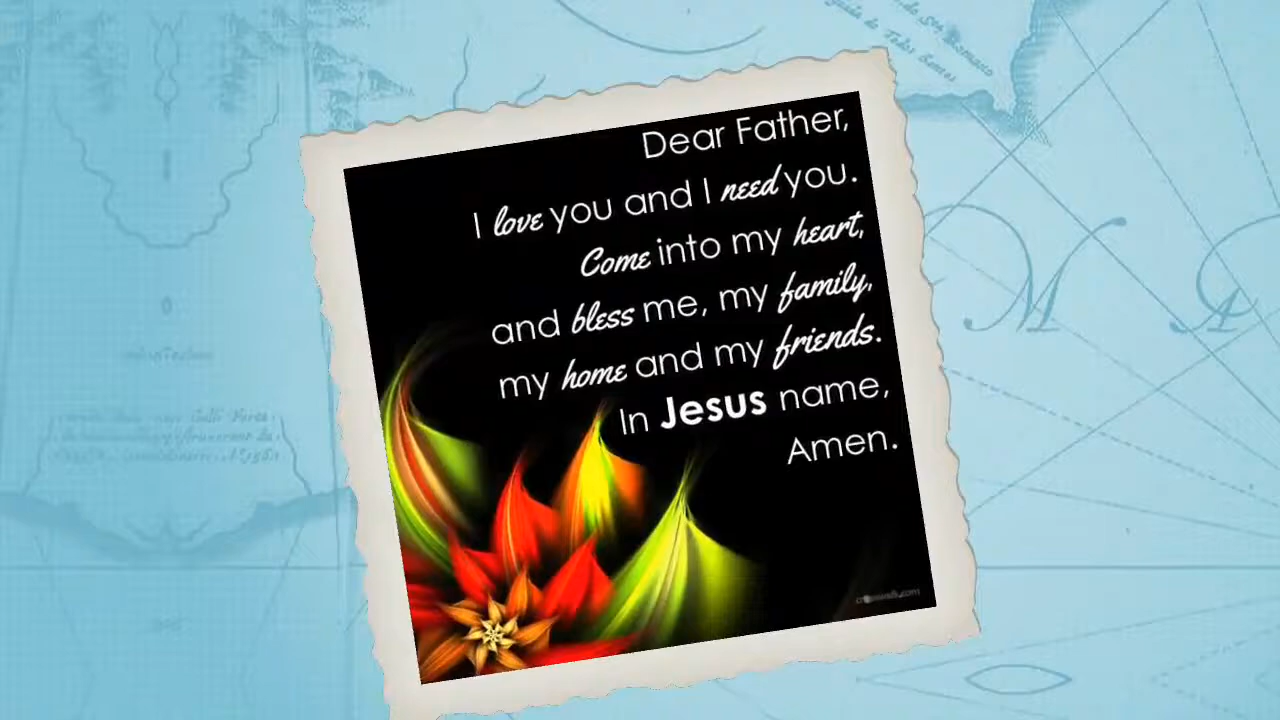 Dear Father,
I love you and I need you.
Come into my heart,
and bless me, my family,
my home and my friends.
In Jesus name,
Amen.